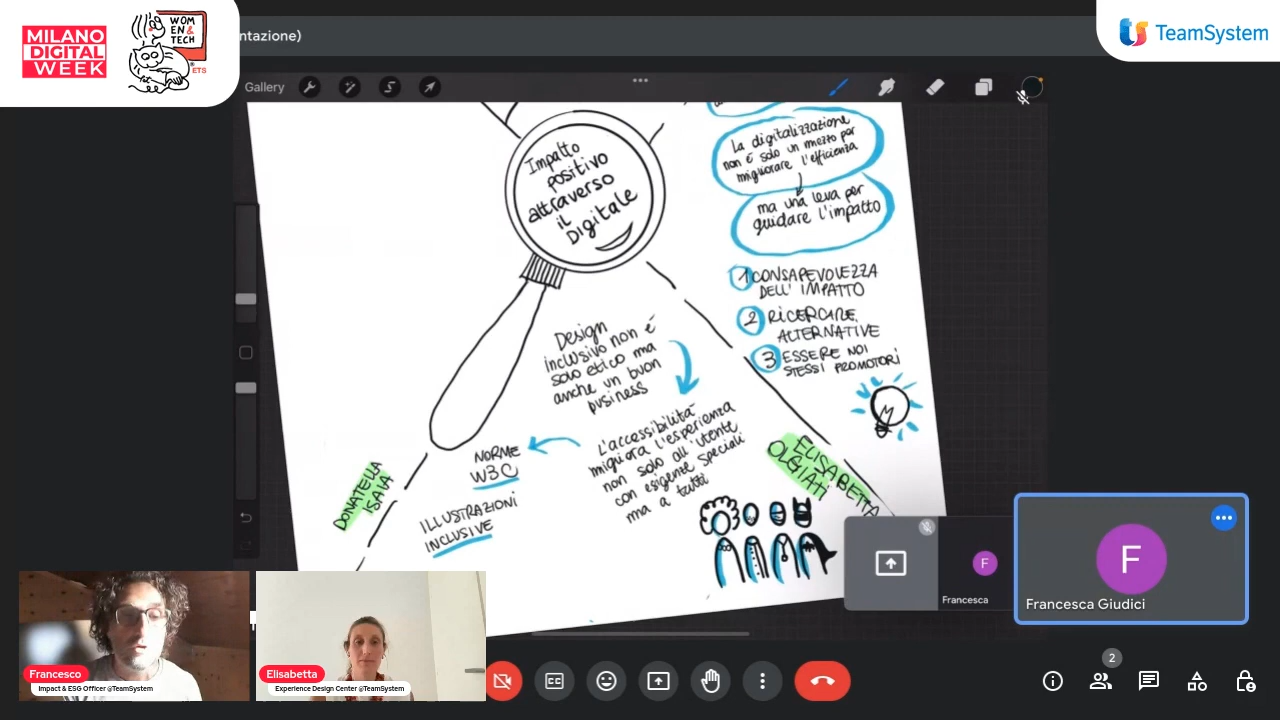 MILANO
DIGITAL
WEEK
WOM
EN&
TECH
ETS
ntazione)
TeamSystem
Gallery
Impatto
positivo
attraverso
il
Digitale
La digitalizzazione
non è solo un mezzo per
migliorare l'efficienza
ma una leva per
guidare l'impatto
1 CONSAPEVOLEZZA
DELL' IMPATTO
2 RICERCARE
ALTERNATIVE
3 ESSERE NOI
STESSI PROMOTORI
Design
inclusivo non è
solo etico ma
anche un buon
business
L'accessibilità
migliora l'esperienza
non solo all'utente
con esigenze speciali
ma a tutti
NORME
W3C
ILLUSTRAZIONI
INCLUSIVE
DONATELLA
ISAIA
ELISABETTA
OLGIATI
F
Francesca
F
Francesca Giudici
Francesco
Impact & ESG Officer @TeamSystem
Elisabetta
Experience Design Center @TeamSystem
CC
2